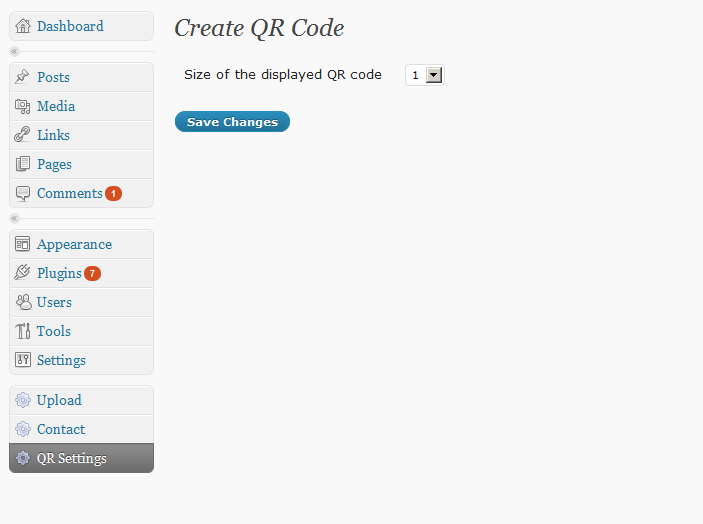 Dashboard
Posts
Media
Links
Pages
Comments 1
Appearance
Plugins 7
Users
Tools
Settings
Upload
Contact
QR Settings
Create QR Code
Size of the displayed QR code 1
Save Changes